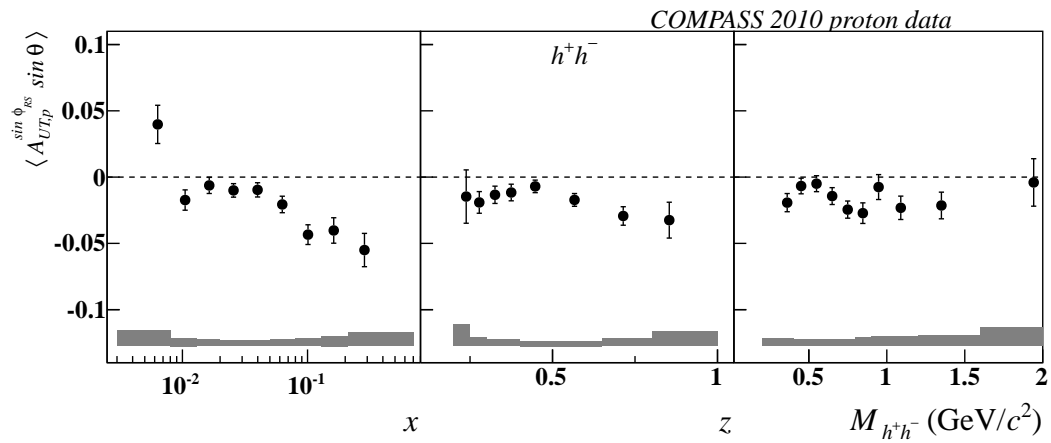 COMPASS 2010 proton data
⟨ A_{UT,p}^{sin ϕ_{RS}} sin θ ⟩
h⁺h⁻
0.1
0.05
0
-0.05
-0.1
10⁻² 10⁻¹ 0.5 1 0.5 1 1.5 2
x z M_{h⁺h⁻} (GeV/c²)